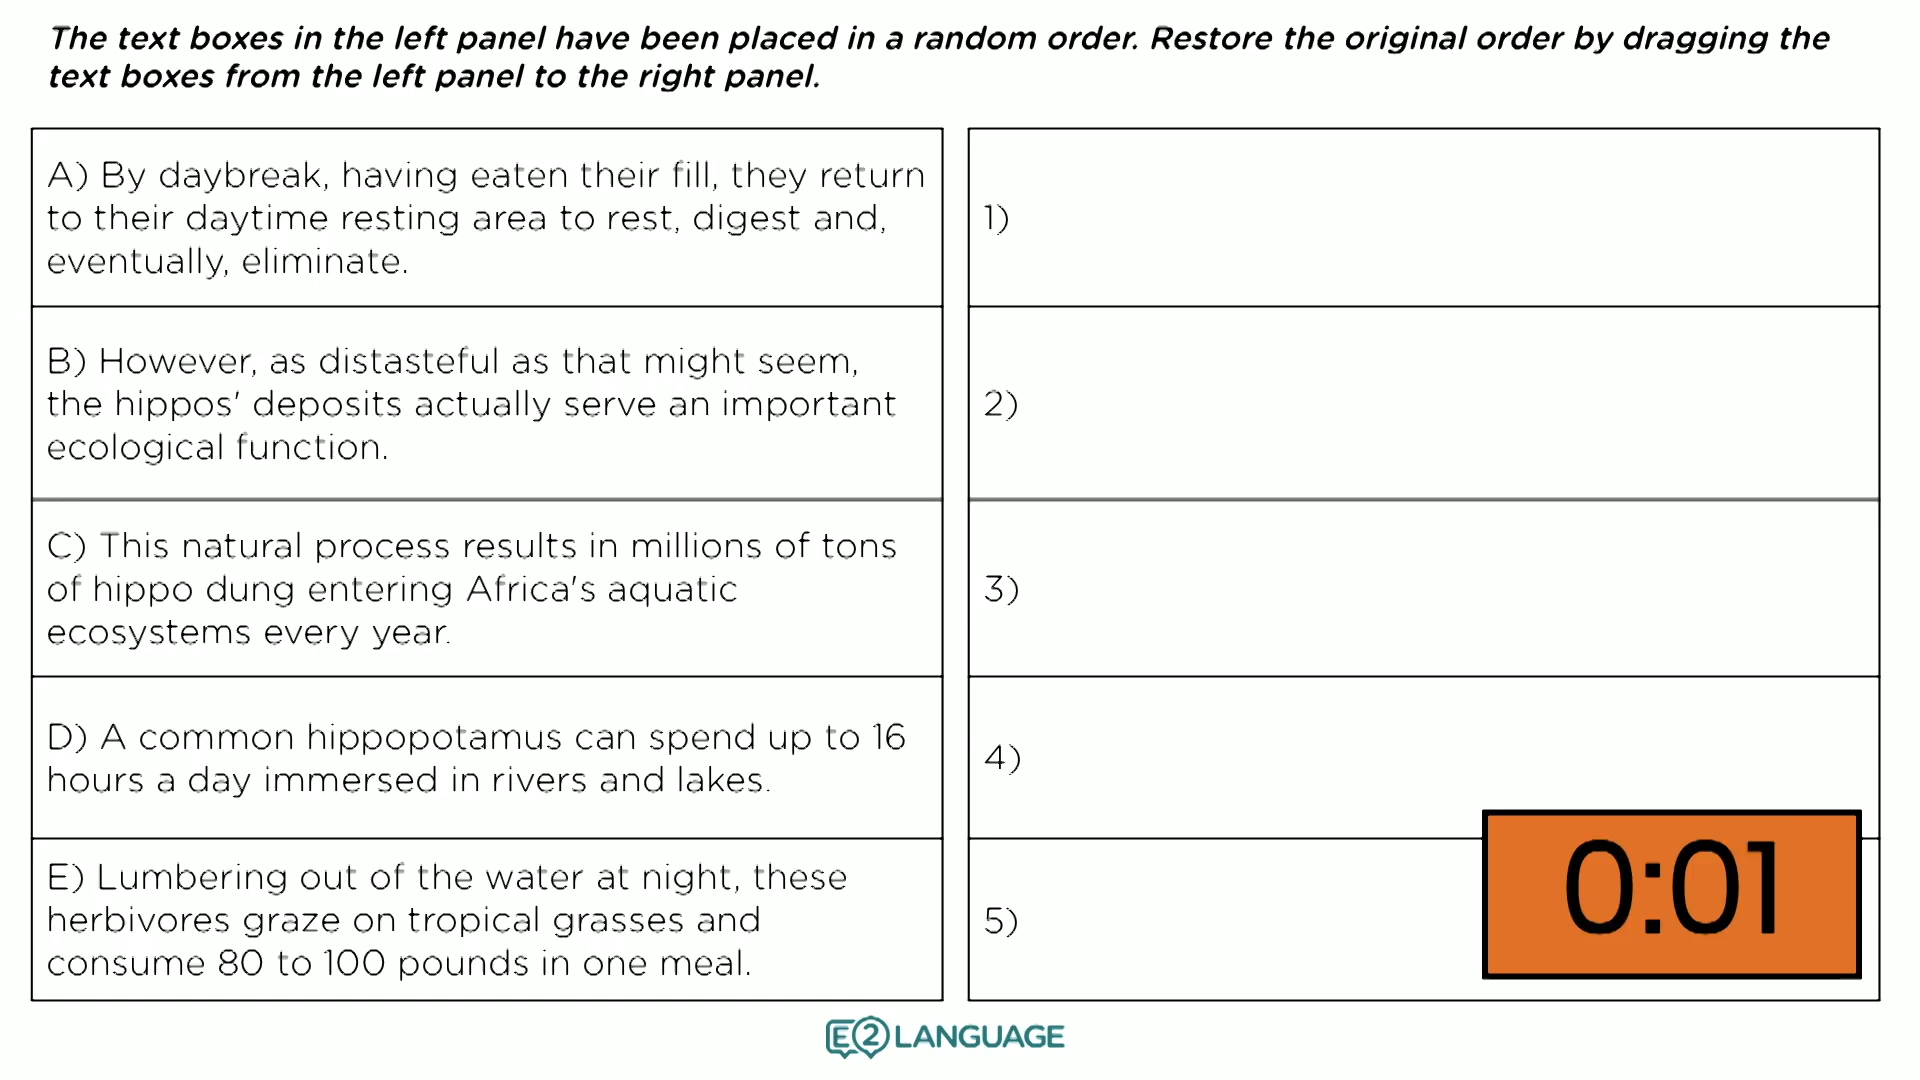 The text boxes in the left panel have been placed in a random order. Restore the original order by dragging the
text boxes from the left panel to the right panel.
A) By daybreak, having eaten their fill, they return
to their daytime resting area to rest, digest and,
eventually, eliminate.
B) However, as distasteful as that might seem,
the hippos' deposits actually serve an important
ecological function.
C) This natural process results in millions of tons
of hippo dung entering Africa's aquatic
ecosystems every year.
D) A common hippopotamus can spend up to 16
hours a day immersed in rivers and lakes.
E) Lumbering out of the water at night, these
herbivores graze on tropical grasses and
consume 80 to 100 pounds in one meal.
1)
2)
3)
4)
5)
0:01
E2 LANGUAGE